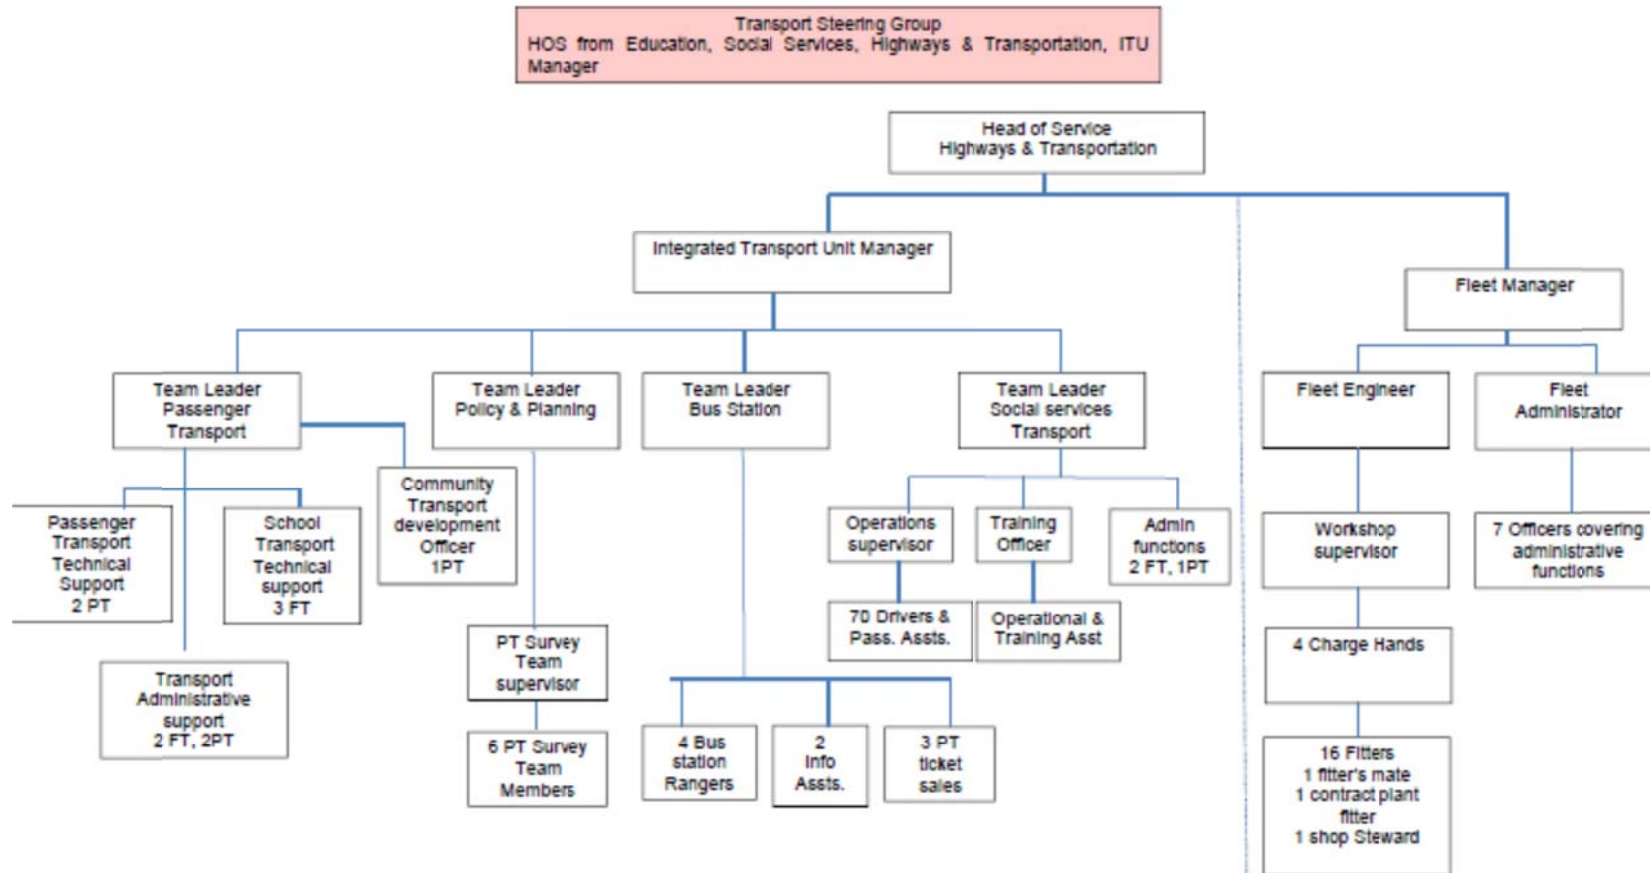 Transport Steering Group
HOS from Education, Social Services, Highways & Transportation, ITU
Manager
Head of Service
Highways & Transportation
Integrated Transport Unit Manager
Fleet Manager
Team Leader
Passenger
Transport
Team Leader
Policy & Planning
Team Leader
Bus Station
Team Leader
Social services
Transport
Fleet Engineer
Fleet
Administrator
Community
Transport
development
Officer
1PT
Passenger
Transport
Technical
Support
2 PT
School
Transport
Technical
support
3 FT
Operations
supervisor
Training
Officer
Admin
functions
2 FT, 1PT
Workshop
supervisor
7 Officers covering
administrative
functions
70 Drivers &
Pass. Assts.
Operational &
Training Asst
PT Survey
Team
supervisor
4 Charge Hands
Transport
Administrative
support
2 FT, 2PT
6 PT Survey
Team
Members
4 Bus
station
Rangers
2
Info
Assts.
3 PT
ticket
sales
16 Fitters
1 fitter's mate
1 contract plant
fitter
1 shop Steward